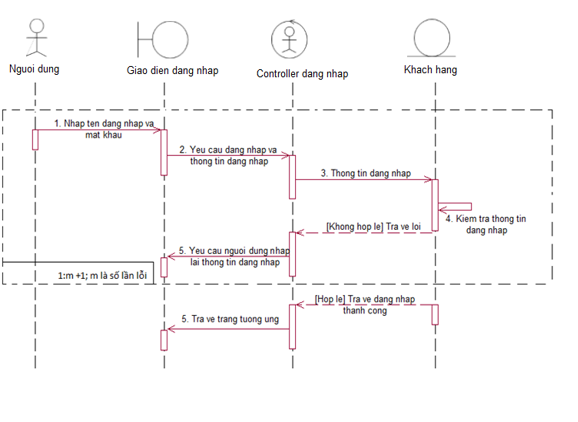 Nguoi dung
Giao dien dang nhap
Controller dang nhap
Khach hang
1. Nhap ten dang nhap va
mat khau
2. Yeu cau dang nhap va
thong tin dang nhap
3. Thong tin dang nhap
4. Kiem tra thong tin
dang nhap
[Khong hop le] Tra ve loi
5. Yeu cau nguoi dung nhap
lai thong tin dang nhap
1:m +1; m là số lần lỗi
[Hop le] Tra ve dang nhap
thanh cong
5. Tra ve trang tuong ung